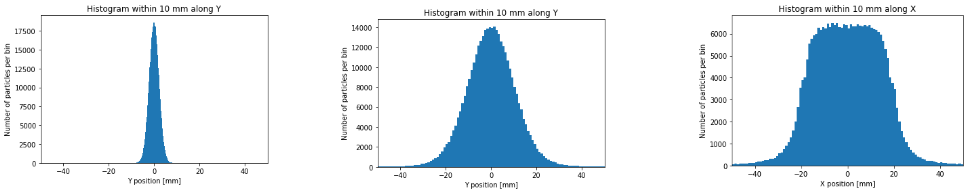 Histogram within 10 mm along Y
Number of particles per bin
17500
15000
12500
10000
7500
5000
2500
0
−40 −20 0 20 40
Y position [mm]
Histogram within 10 mm along Y
Number of particles per bin
14000
12000
10000
8000
6000
4000
2000
0
−40 −20 0 20 40
Y position [mm]
Histogram within 10 mm along X
Number of particles per bin
6000
5000
4000
3000
2000
1000
0
−40 −20 0 20 40
X position [mm]